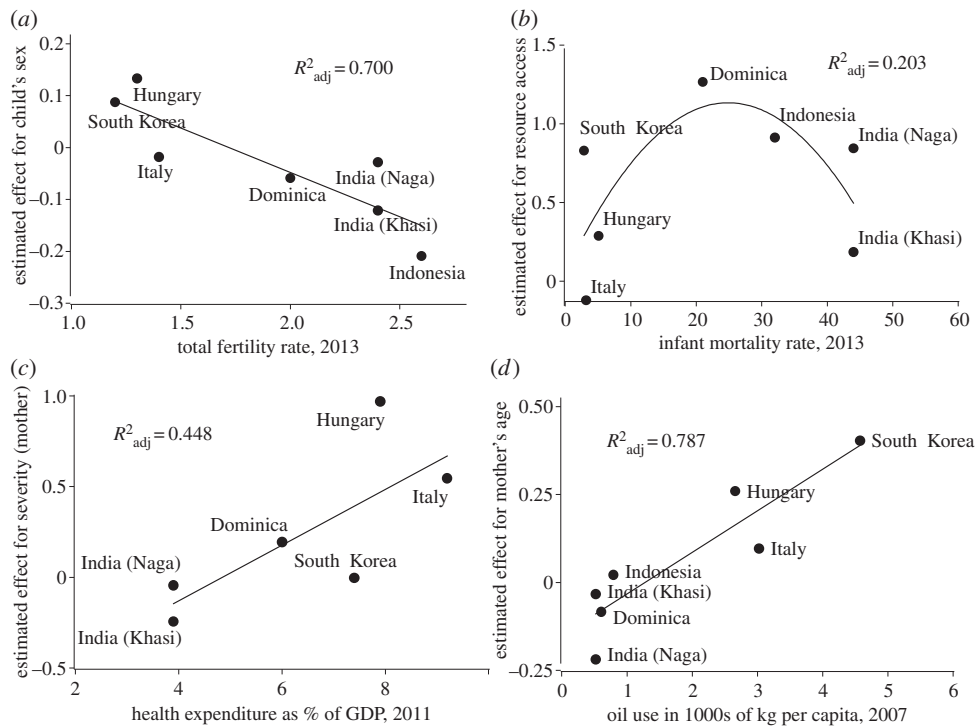 (a)
0.2
0.1
0
−0.1
−0.2
−0.3
estimated effect for child's sex
R²adj = 0.700
Hungary
South Korea
Italy
India (Naga)
Dominica
India (Khasi)
Indonesia
1.0 1.5 2.0 2.5
total fertility rate, 2013
(b)
1.5
1.0
0.5
0
estimated effect for resource access
R²adj = 0.203
Dominica
Indonesia
South Korea
India (Naga)
Hungary
India (Khasi)
Italy
0 10 20 30 40 50 60
infant mortality rate, 2013
(c)
1.0
0.5
0
−0.5
estimated effect for severity (mother)
R²adj = 0.448
Hungary
Italy
Dominica
India (Naga)
South Korea
India (Khasi)
2 4 6 8
health expenditure as % of GDP, 2011
(d)
0.50
0.25
0
−0.25
estimated effect for mother's age
R²adj = 0.787
South Korea
Hungary
Italy
Indonesia
India (Khasi)
Dominica
India (Naga)
0 1 2 3 4 5 6
oil use in 1000s of kg per capita, 2007